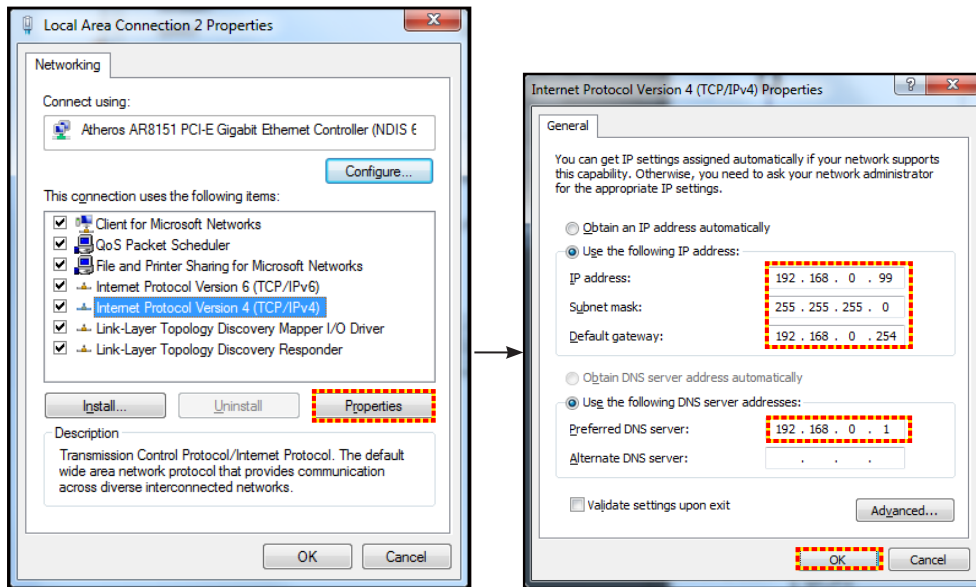 Local Area Connection 2 Properties
Networking
Connect using:
Atheros AR8151 PCI-E Gigabit Ethernet Controller (NDIS 6
Configure...
This connection uses the following items:
Client for Microsoft Networks
QoS Packet Scheduler
File and Printer Sharing for Microsoft Networks
Internet Protocol Version 6 (TCP/IPv6)
Internet Protocol Version 4 (TCP/IPv4)
Link-Layer Topology Discovery Mapper I/O Driver
Link-Layer Topology Discovery Responder
Install...
Uninstall
Properties
Description
Transmission Control Protocol/Internet Protocol. The default
wide area network protocol that provides communication
across diverse interconnected networks.
OK
Cancel
Internet Protocol Version 4 (TCP/IPv4) Properties
?
General
You can get IP settings assigned automatically if your network supports
this capability. Otherwise, you need to ask your network administrator
for the appropriate IP settings.
Obtain an IP address automatically
Use the following IP address:
IP address: 192 . 168 . 0 . 99
Subnet mask: 255 . 255 . 255 . 0
Default gateway: 192 . 168 . 0 . 254
Obtain DNS server address automatically
Use the following DNS server addresses:
Preferred DNS server: 192 . 168 . 0 . 1
Alternate DNS server: . . .
Validate settings upon exit
Advanced...
OK
Cancel